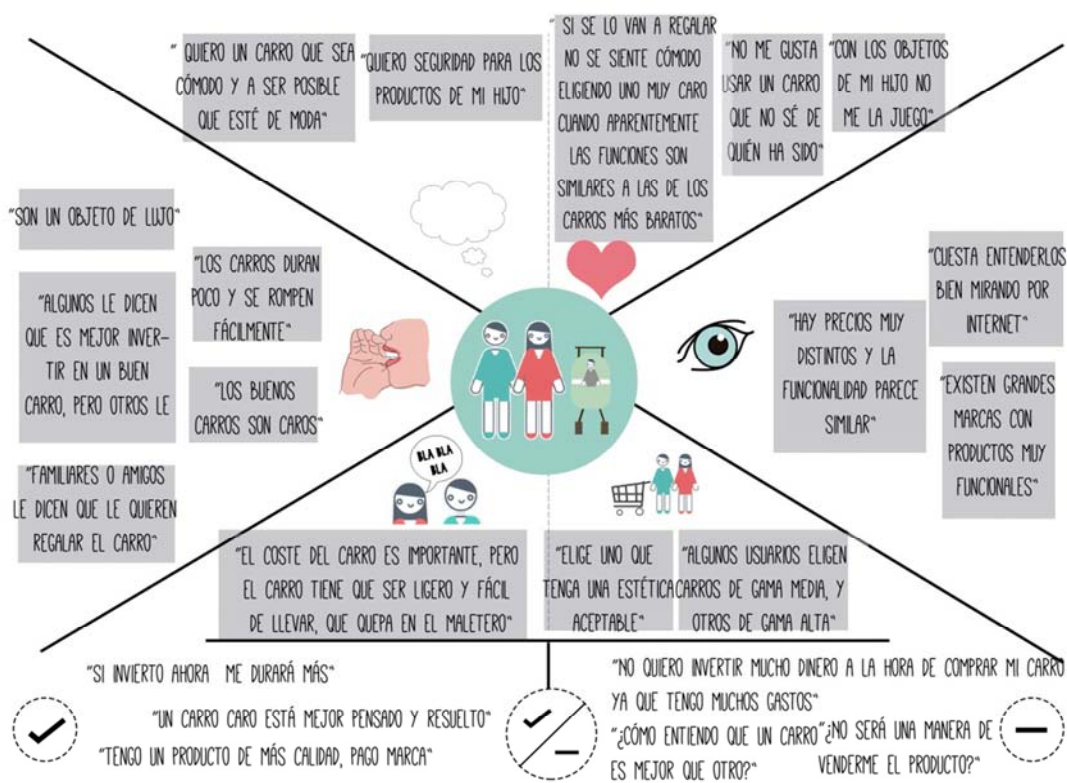 "QUIERO UN CARRO QUE SEA
CÓMODO Y A SER POSIBLE
QUE ESTÉ DE MODA"
"QUIERO SEGURIDAD PARA LOS
PRODUCTOS DE MI HIJO"
"SI SE LO VAN A REGALAR
NO SE SIENTE CÓMODO
ELIGIENDO UNO MUY CARO
CUANDO APARENTEMENTE
LAS FUNCIONES SON
SIMILARES A LAS DE LOS
CARROS MÁS BARATOS"
"NO ME GUSTA
USAR UN CARRO
QUE NO SÉ DE
QUIÉN HA SIDO"
"CON LOS OBJETOS
DE MI HIJO NO
ME LA JUEGO"
"SON UN OBJETO DE LUJO"
"ALGUNOS LE DICEN
QUE ES MEJOR INVER-
TIR EN UN BUEN
CARRO, PERO OTROS LE
"LOS CARROS DURAN
POCO Y SE ROMPEN
FÁCILMENTE"
"LOS BUENOS
CARROS SON CAROS"
"FAMILIARES O AMIGOS
LE DICEN QUE LE QUIEREN
REGALAR EL CARRO"
"CUESTA ENTENDERLOS
BIEN MIRANDO POR
INTERNET"
"HAY PRECIOS MUY
DISTINTOS Y LA
FUNCIONALIDAD PARECE
SIMILAR"
"EXISTEN GRANDES
MARCAS CON
PRODUCTOS MUY
FUNCIONALES"
BLA BLA
BLA
"EL COSTE DEL CARRO ES IMPORTANTE, PERO
EL CARRO TIENE QUE SER LIGERO Y FÁCIL
DE LLEVAR, QUE QUEPA EN EL MALETERO"
"ELIGE UNO QUE
TENGA UNA ESTÉTICA
ACEPTABLE"
"ALGUNOS USUARIOS ELIGEN
CARROS DE GAMA MEDIA, Y
OTROS DE GAMA ALTA"
"SI INVIERTO AHORA ME DURARÁ MÁS"
"UN CARRO CARO ESTÁ MEJOR PENSADO Y RESUELTO"
"TENGO UN PRODUCTO DE MÁS CALIDAD, PAGO MARCA"
"NO QUIERO INVERTIR MUCHO DINERO A LA HORA DE COMPRAR MI CARRO
YA QUE TENGO MUCHOS GASTOS"
"¿CÓMO ENTIENDO QUE UN CARRO
ES MEJOR QUE OTRO?"
"¿NO SERÁ UNA MANERA DE
VENDERME EL PRODUCTO?"